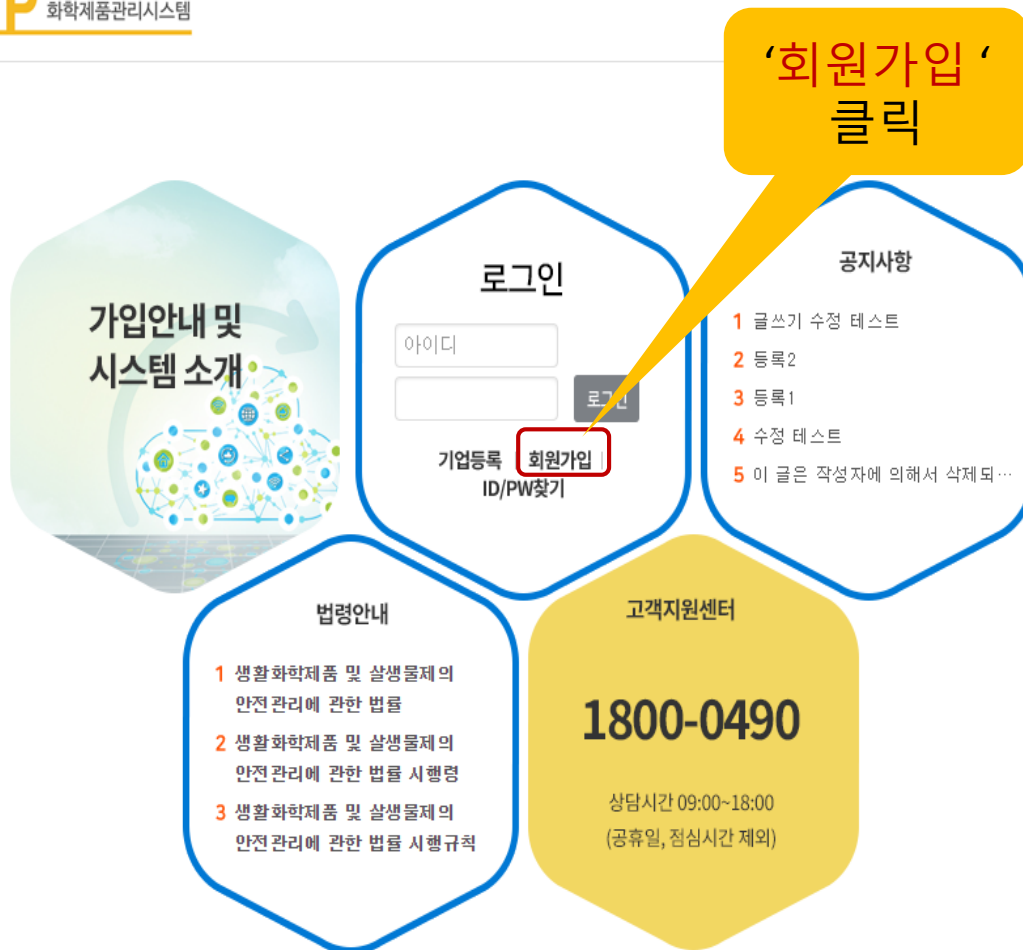 P 화학제품관리시스템
‘회원가입 ‘
클릭
가입안내 및
시스템 소개
로그인
아이디
로그인
기업등록 | 회원가입 |
ID/PW찾기
공지사항
1 글쓰기 수정 테스트
2 등록2
3 등록1
4 수정 테스트
5 이 글은 작성자에 의해서 삭제되…
법령안내
1 생활화학제품 및 살생물제의
안전관리에 관한 법률
2 생활화학제품 및 살생물제의
안전관리에 관한 법률 시행령
3 생활화학제품 및 살생물제의
안전관리에 관한 법률 시행규칙
고객지원센터
1800-0490
상담시간 09:00~18:00
(공휴일, 점심시간 제외)